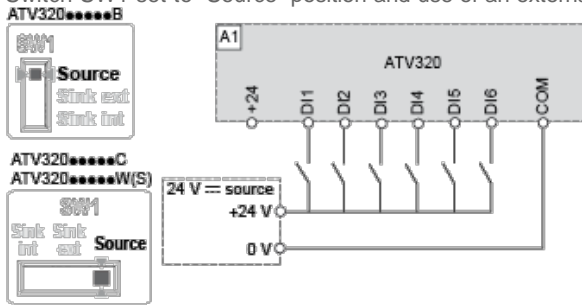 Switch SW1 set to "Source" position and use of an externa
ATV320●●●●●B
SW1
Source
Sink ext
Sink int
A1
ATV320
+24
DI1
DI2
DI3
DI4
DI5
DI6
COM
ATV320●●●●●C
ATV320●●●●●W(S)
SW1
Sink int
Sink ext
Source
24 V source
+24 V
0 V